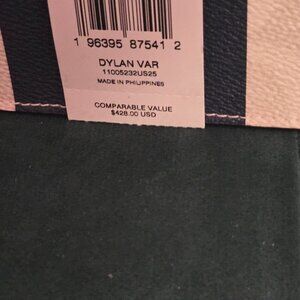 1 96395 87541 2
DYLAN VAR
11005232US25
MADE IN PHILIPPINES
COMPARABLE VALUE
$428.00 USD